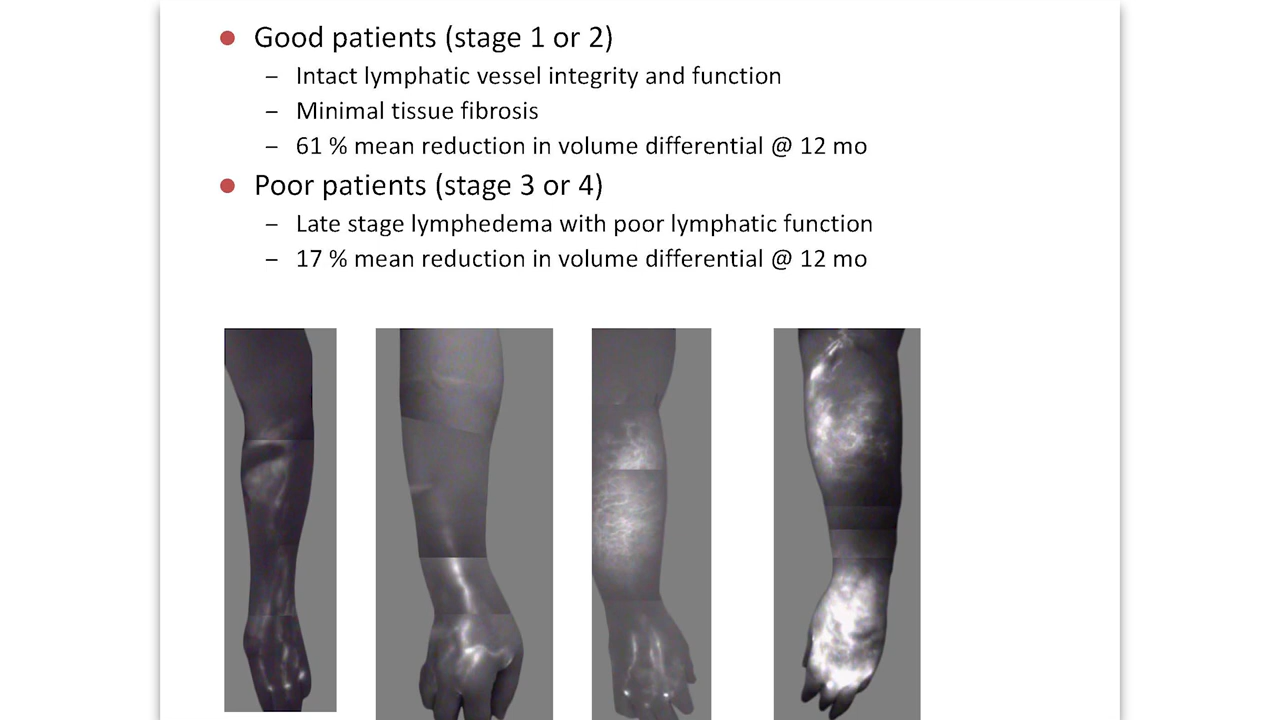 Good patients (stage 1 or 2)
– Intact lymphatic vessel integrity and function
– Minimal tissue fibrosis
– 61 % mean reduction in volume differential @ 12 mo
Poor patients (stage 3 or 4)
– Late stage lymphedema with poor lymphatic function
– 17 % mean reduction in volume differential @ 12 mo